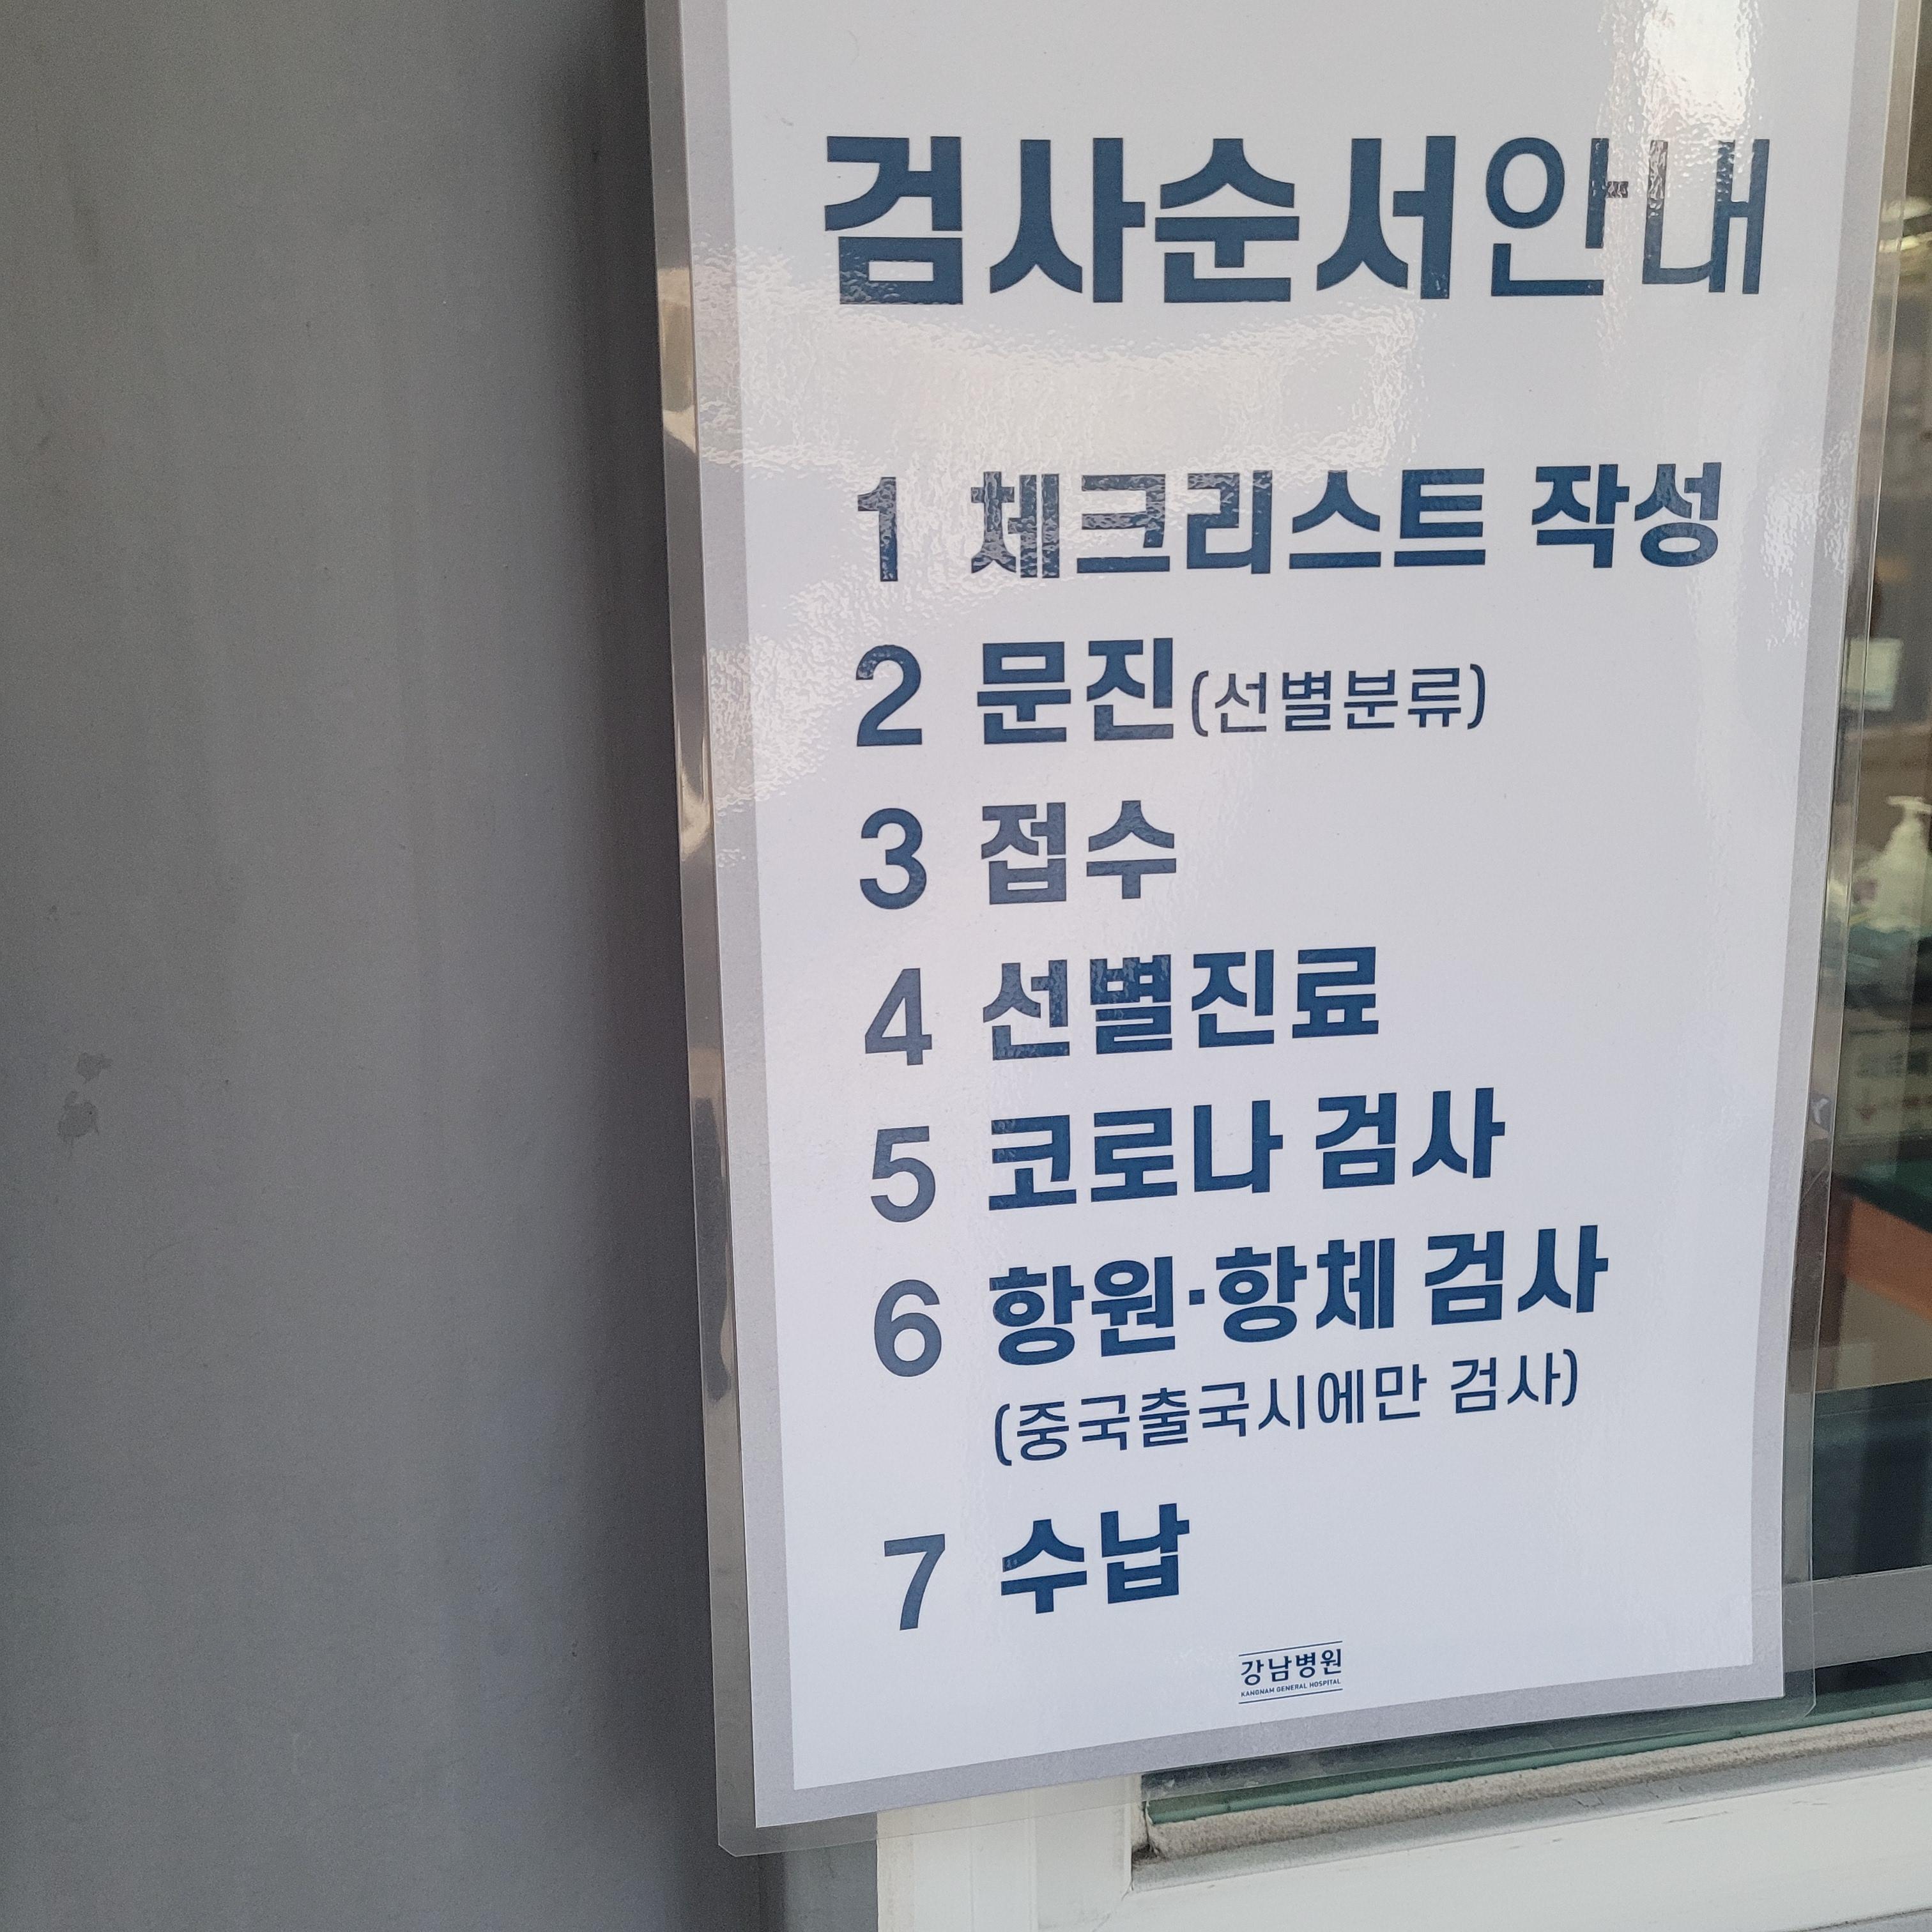 검사순서안내
1 체크리스트 작성
2 문진(선별분류)
3 접수
4 선별진료
5 코로나 검사
6 항원·항체 검사
(중국출국시에만 검사)
7 수납
강남병원
KANGNAM GENERAL HOSPITAL